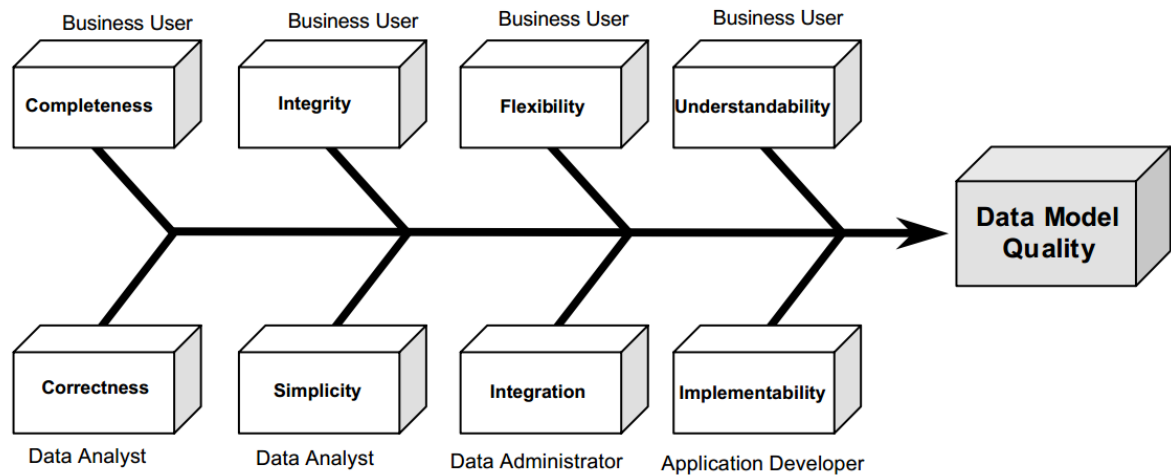 Business User
Business User
Business User
Business User
Completeness
Integrity
Flexibility
Understandability
Data Model
Quality
Correctness
Simplicity
Integration
Implementability
Data Analyst
Data Analyst
Data Administrator
Application Developer